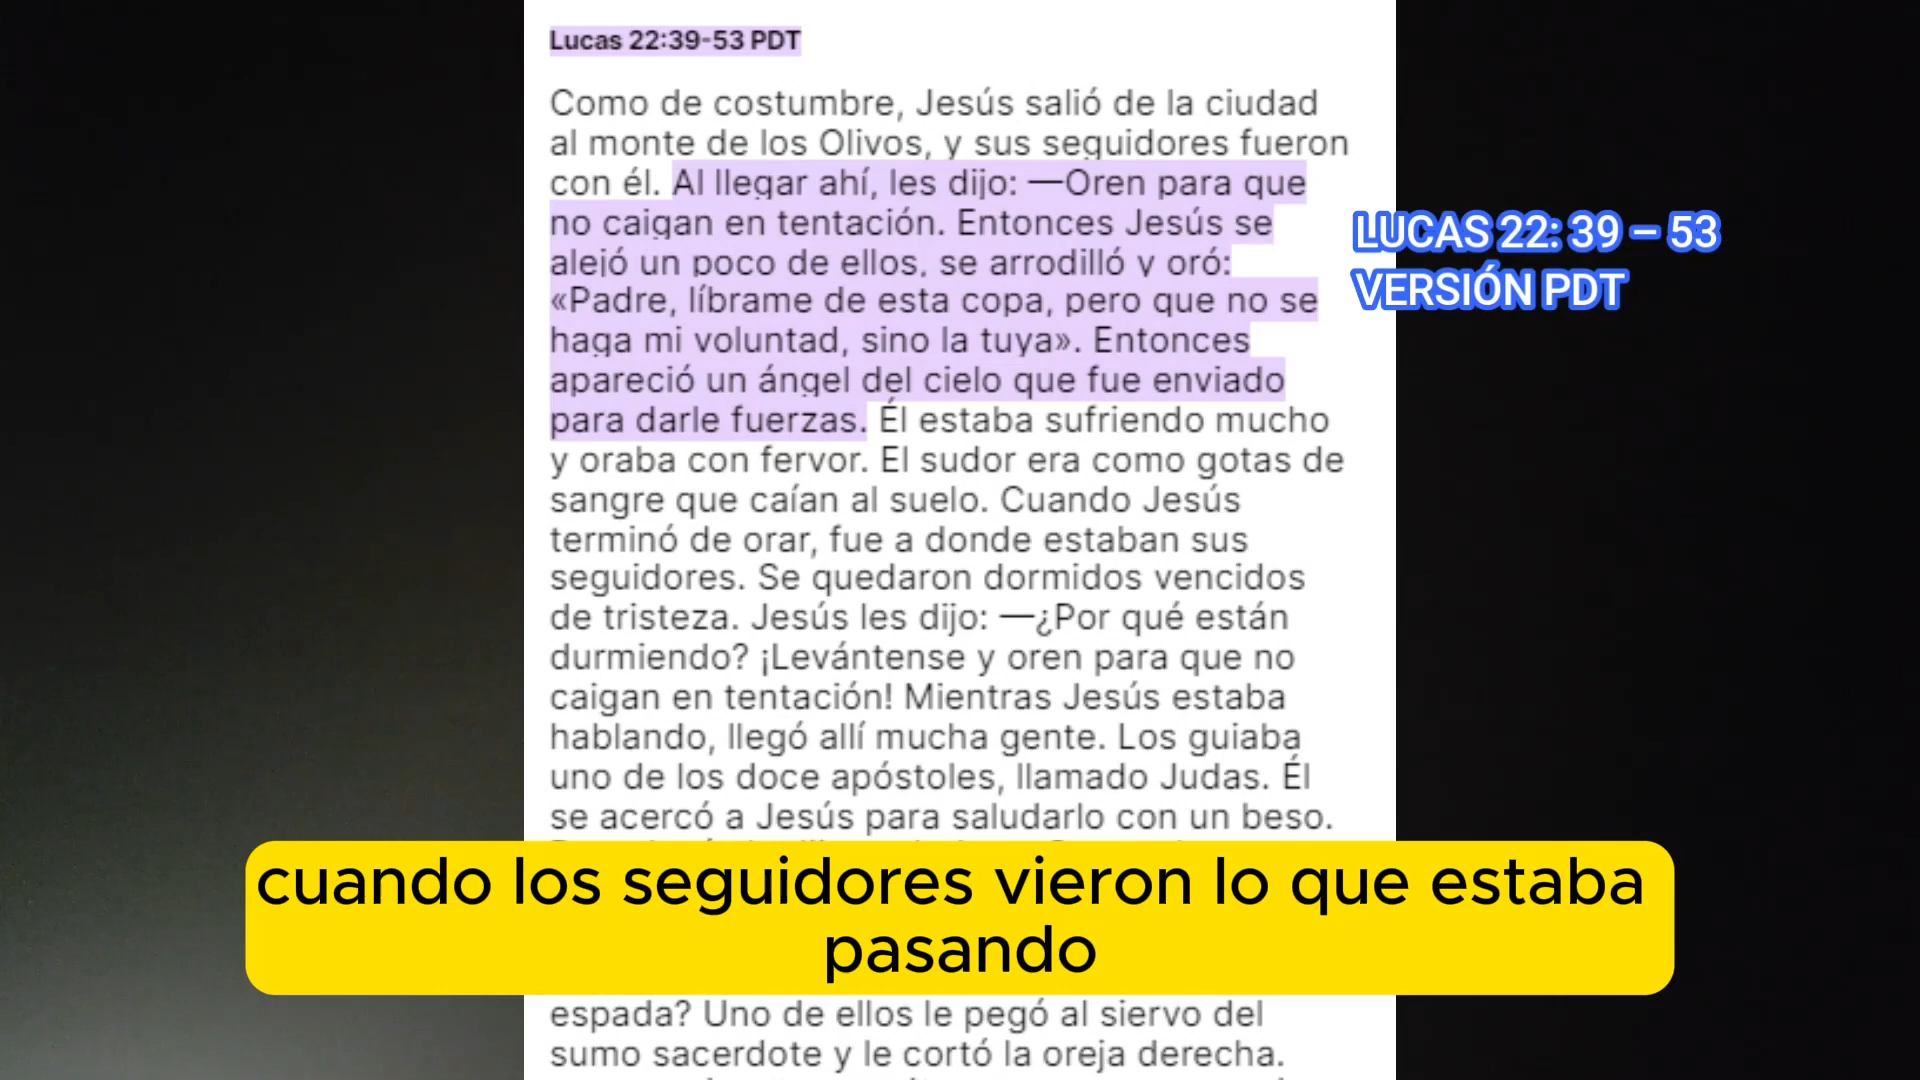 Lucas 22:39-53 PDT
Como de costumbre, Jesús salió de la ciudad
al monte de los Olivos, y sus seguidores fueron
con él. Al llegar ahí, les dijo: —Oren para que
no caigan en tentación. Entonces Jesús se
alejó un poco de ellos, se arrodilló y oró:
«Padre, líbrame de esta copa, pero que no se
haga mi voluntad, sino la tuya». Entonces
apareció un ángel del cielo que fue enviado
para darle fuerzas. Él estaba sufriendo mucho
y oraba con fervor. El sudor era como gotas de
sangre que caían al suelo. Cuando Jesús
terminó de orar, fue a donde estaban sus
seguidores. Se quedaron dormidos vencidos
de tristeza. Jesús les dijo: —¿Por qué están
durmiendo? ¡Levántense y oren para que no
caigan en tentación! Mientras Jesús estaba
hablando, llegó allí mucha gente. Los guiaba
uno de los doce apóstoles, llamado Judas. Él
se acercó a Jesús para saludarlo con un beso.
espada? Uno de ellos le pegó al siervo del
sumo sacerdote y le cortó la oreja derecha.
LUCAS 22: 39 – 53
VERSIÓN PDT
cuando los seguidores vieron lo que estaba
pasando